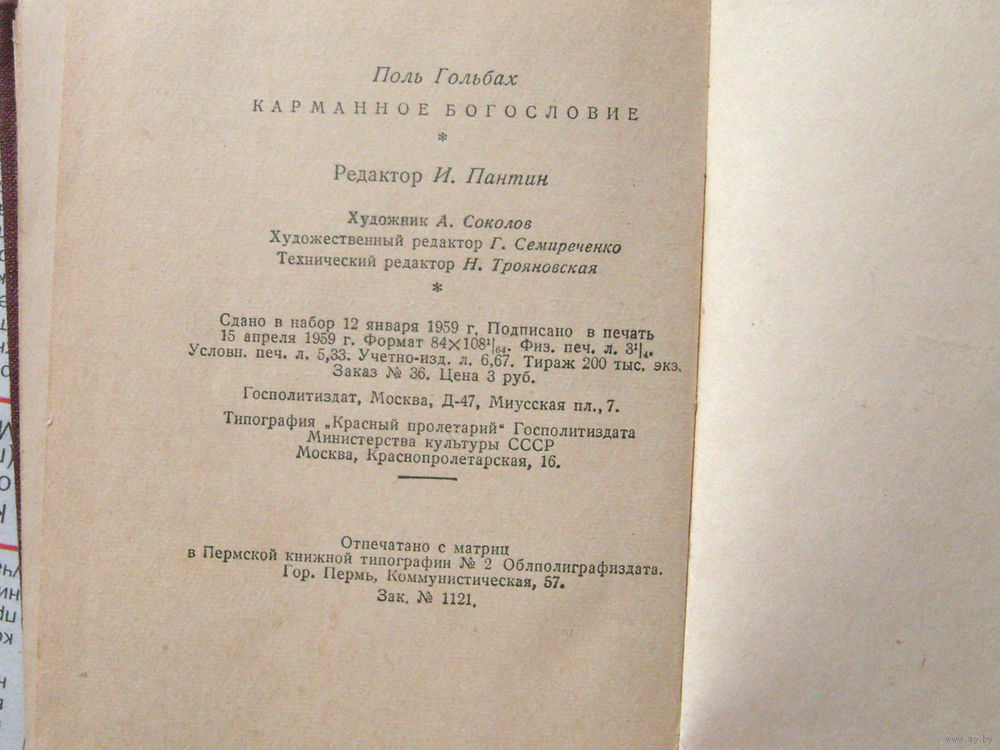 Поль Гольбах
КАРМАННОЕ БОГОСЛОВИЕ
*
Редактор И. Пантин
Художник А. Соколов
Художественный редактор Г. Семиреченко
Технический редактор Н. Трояновская
*
Сдано в набор 12 января 1959 г. Подписано в печать
15 апреля 1959 г. Формат 84×108¹/₆₄. Физ. печ. л. 3¹/₄.
Условн. печ. л. 5,33. Учетно-изд. л. 6,67. Тираж 200 тыс. экз.
Заказ № 36. Цена 3 руб.
Госполитиздат, Москва, Д-47, Миусская пл., 7.
Типография „Красный пролетарий“ Госполитиздата
Министерства культуры СССР
Москва, Краснопролетарская, 16.
Отпечатано с матриц
в Пермской книжной типографии № 2 Облполиграфиздата.
Гор. Пермь, Коммунистическая, 57.
Зак. № 1121.
www.ay.by